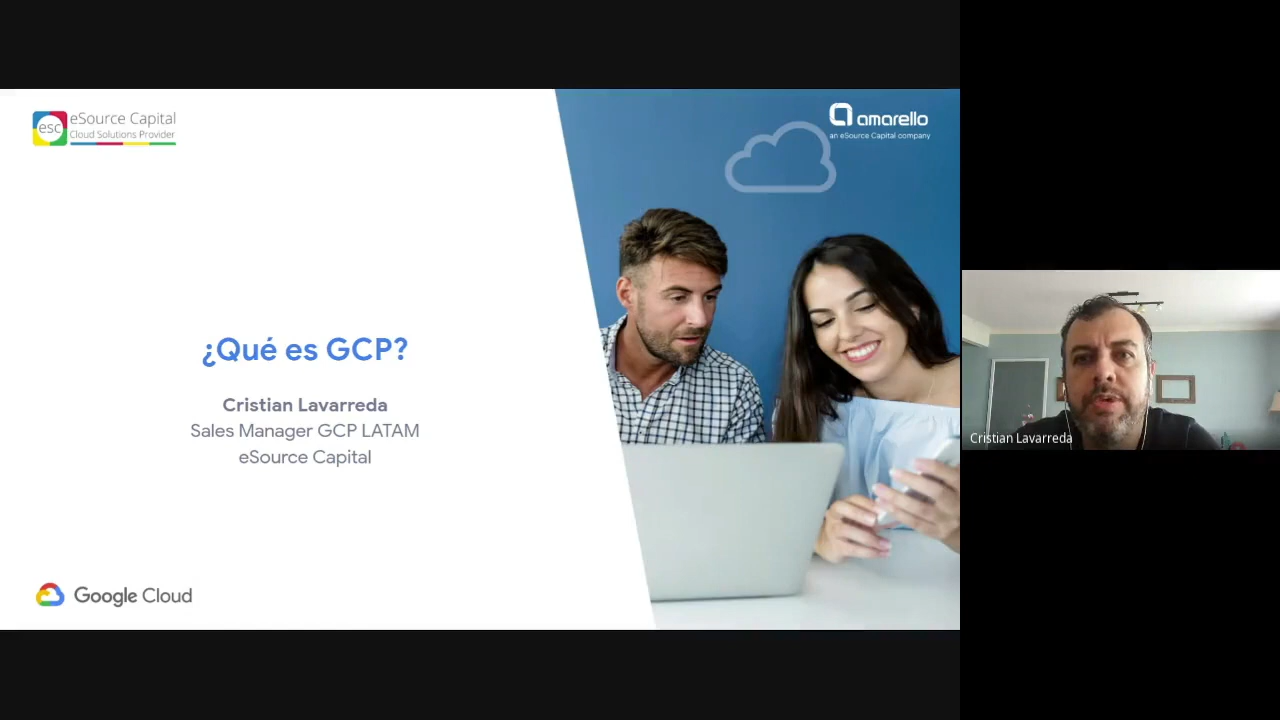 esc
eSource Capital
Cloud Solutions Provider
amarello
an eSource Capital company
¿Qué es GCP?
Cristian Lavarreda
Sales Manager GCP LATAM
eSource Capital
Google Cloud
Cristian Lavarreda